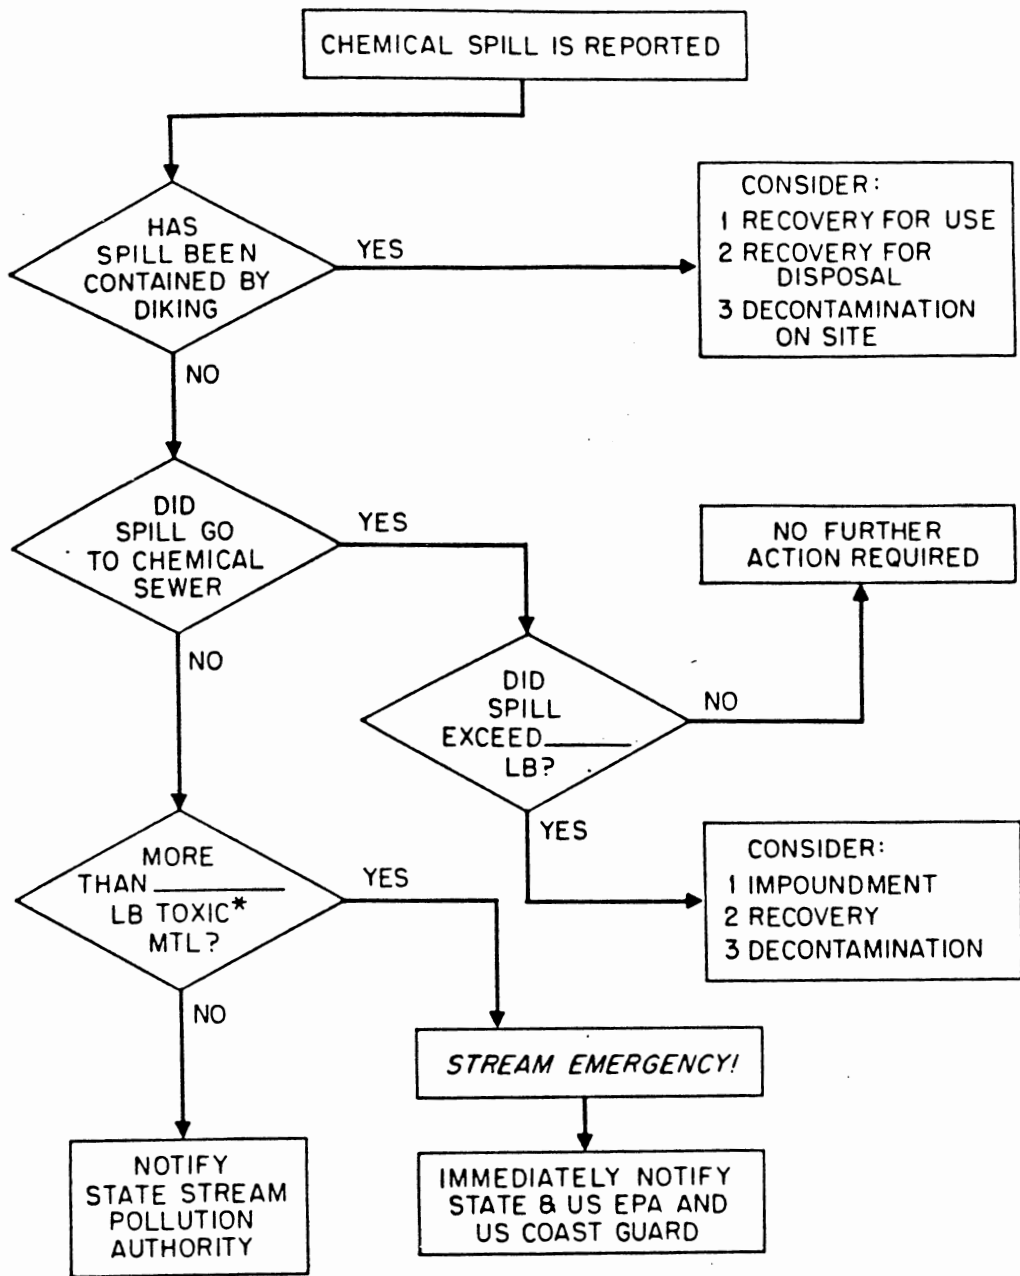 CHEMICAL SPILL IS REPORTED
HAS
SPILL BEEN
CONTAINED BY
DIKING
YES
CONSIDER:
1 RECOVERY FOR USE
2 RECOVERY FOR
DISPOSAL
3 DECONTAMINATION
ON SITE
NO
DID
SPILL GO
TO CHEMICAL
SEWER
YES
NO FURTHER
ACTION REQUIRED
NO
DID
SPILL
EXCEED______
LB?
NO
YES
CONSIDER:
1 IMPOUNDMENT
2 RECOVERY
3 DECONTAMINATION
MORE
THAN_________
LB TOXIC*
MTL?
YES
NO
STREAM EMERGENCY!
NOTIFY
STATE STREAM
POLLUTION
AUTHORITY
IMMEDIATELY NOTIFY
STATE & US EPA AND
US COAST GUARD